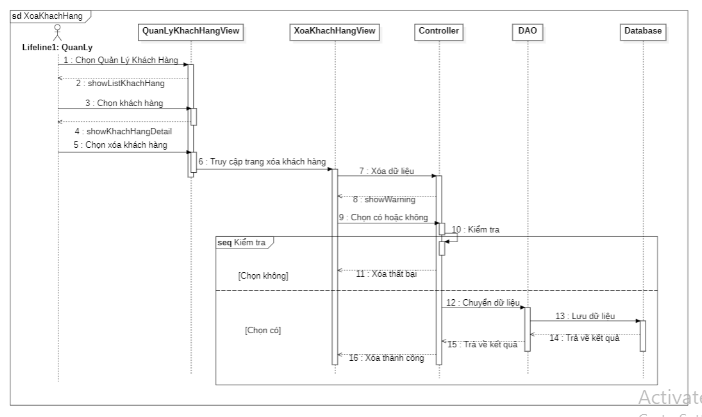 sd XoaKhachHang
QuanLyKhachHangView
XoaKhachHangView
Controller
DAO
Database
Lifeline1: QuanLy
1 : Chọn Quản Lý Khách Hàng
2 : showListKhachHang
3 : Chọn khách hàng
4 : showKhachHangDetail
5 : Chọn xóa khách hàng
6 : Truy cập trang xóa khách hàng
7 : Xóa dữ liệu
8 : showWarning
9 : Chọn có hoặc không
10 : Kiểm tra
seq Kiểm tra
11 : Xóa thất bại
[Chọn không]
12 : Chuyển dữ liệu
13 : Lưu dữ liệu
[Chọn có]
14 : Trả về kết quả
15 : Trả về kết quả
16 : Xóa thành công
Activate